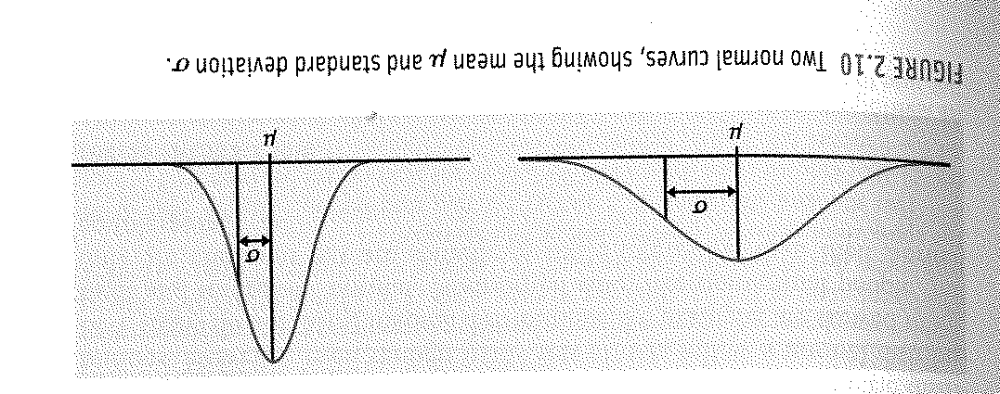 σ
σ
μ
μ
FIGURE 2.10 Two normal curves, showing the mean μ and standard deviation σ.